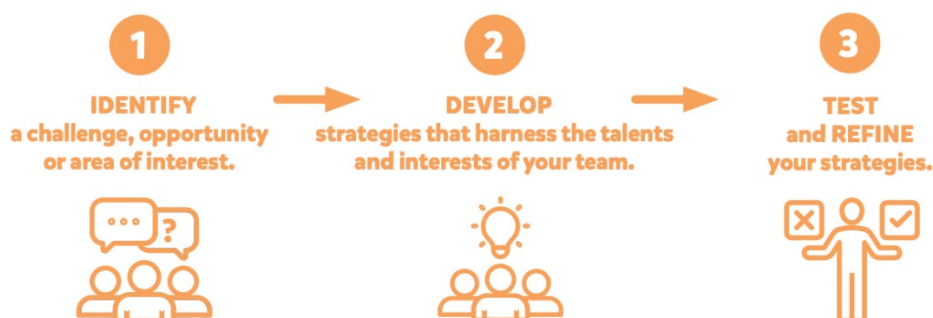 1
IDENTIFY
a challenge, opportunity
or area of interest.
...
?
2
DEVELOP
strategies that harness the talents
and interests of your team.
3
TEST
and REFINE
your strategies.